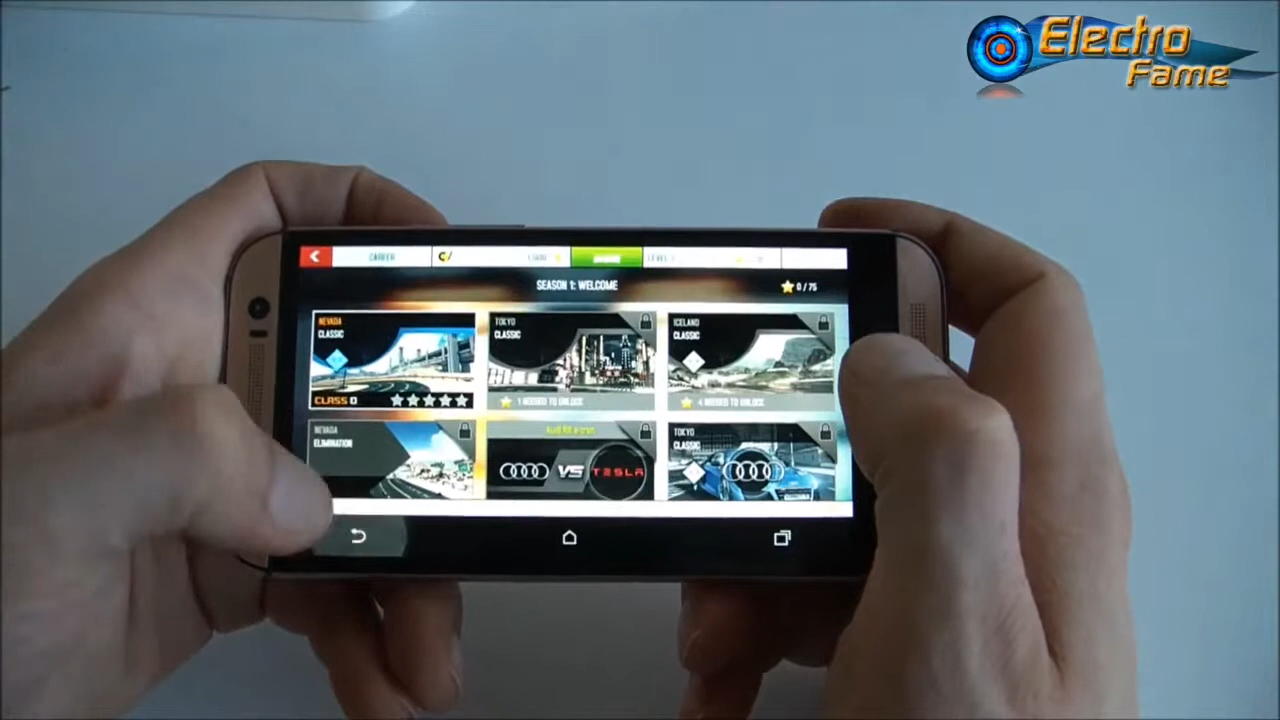 Electro
Fame
CAREER
SEASON 1: WELCOME
0 / 75
NEVADA
CLASSIC
CLASS D
TOKYO
CLASSIC
1 NEEDED TO UNLOCK
ICELAND
CLASSIC
4 NEEDED TO UNLOCK
NEVADA
ELIMINATION
VS
TESLA
TOKYO
CLASSIC